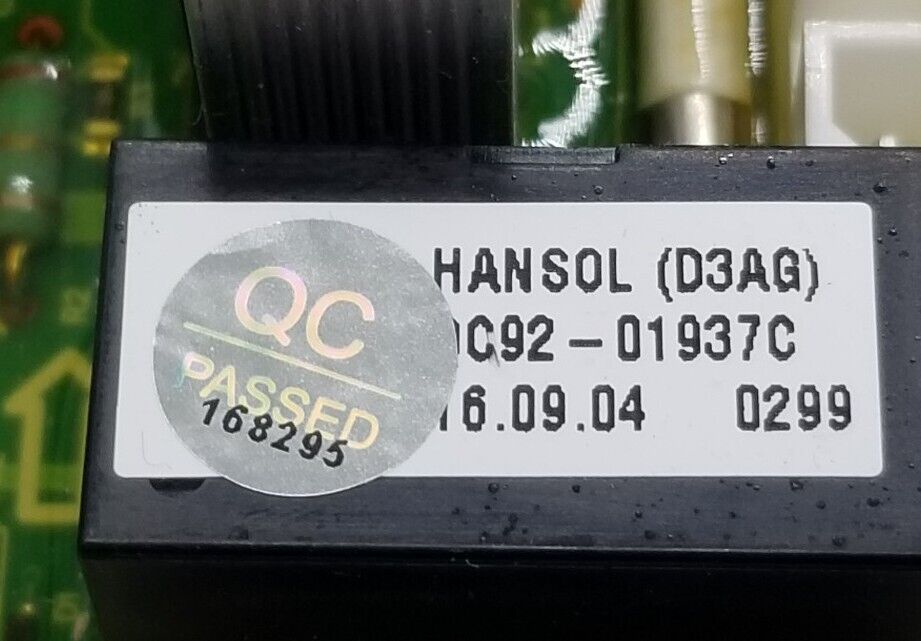 QC
PASSED
168295
HANSOL (D3AG)
C92-01937C
16.09.04 0299